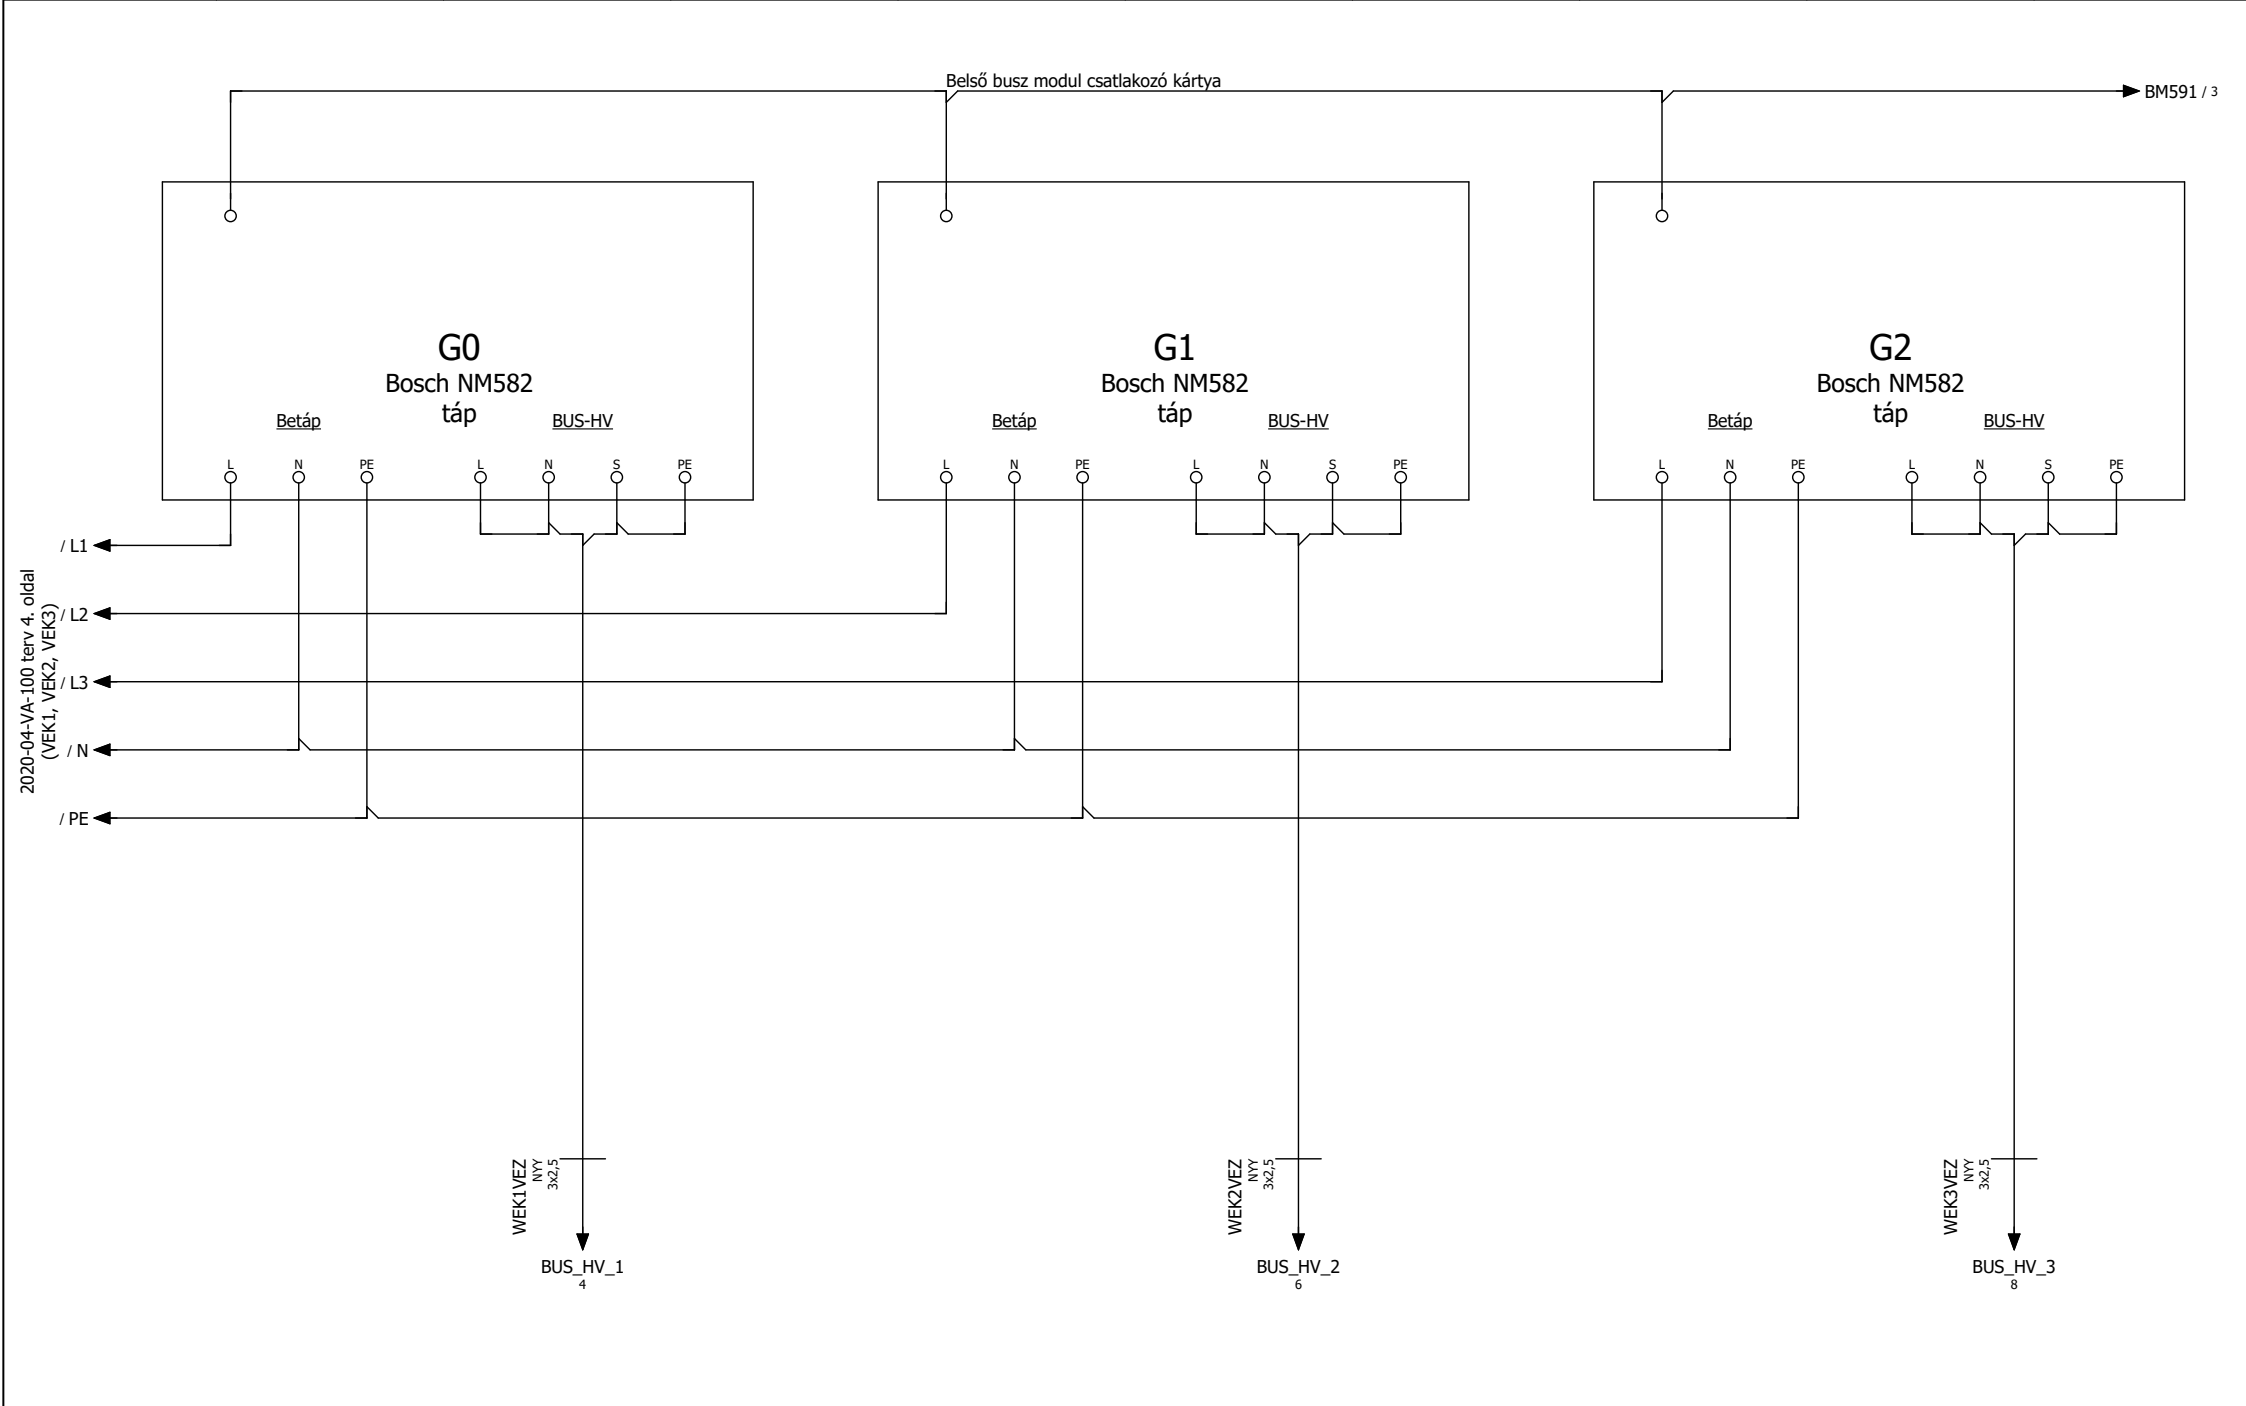 Belső busz modul csatlakozó kártya
BM591 / 3
G0
Bosch NM582
táp
Betáp
BUS-HV
L N PE L N S PE
G1
Bosch NM582
táp
Betáp
BUS-HV
L N PE L N S PE
G2
Bosch NM582
táp
Betáp
BUS-HV
L N PE L N S PE
2020-04-VA-100 terv 4. oldal
(VEK1, VEK2, VEK3)
/ L1
/ L2
/ L3
/ N
/ PE
WEK1VEZ
NYY
3x2,5
BUS_HV_1
4
WEK2VEZ
NYY
3x2,5
BUS_HV_2
6
WEK3VEZ
NYY
3x2,5
BUS_HV_3
8